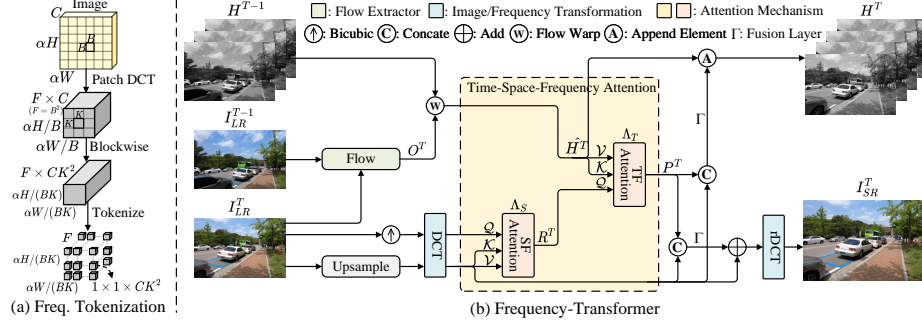 Image
C
B
B
αH
αW
Patch DCT
F × C
(F = B²)
K
K
αH/B
αW/B
Blockwise
F × CK²
αH/(BK)
αW/(BK)
Tokenize
F
αH/(BK)
αW/(BK)
1 × 1 × CK²
(a) Freq. Tokenization
: Flow Extractor
: Image/Frequency Transformation
: Attention Mechanism
↑: Bicubic
C: Concate
+: Add
W: Flow Warp
A: Append Element
Γ: Fusion Layer
H^{T−1}
I_{LR}^{T−1}
I_{LR}^{T}
Flow
Upsample
O^T
W
DCT
Time-Space-Frequency Attention
Q
K
V
Λ_S
SF
Attention
R^T
Ĥ^T
V
K
Q
Λ_T
TF
Attention
P^T
A
Γ
C
C
Γ
rDCT
H^T
I_{SR}^{T}
(b) Frequency-Transformer